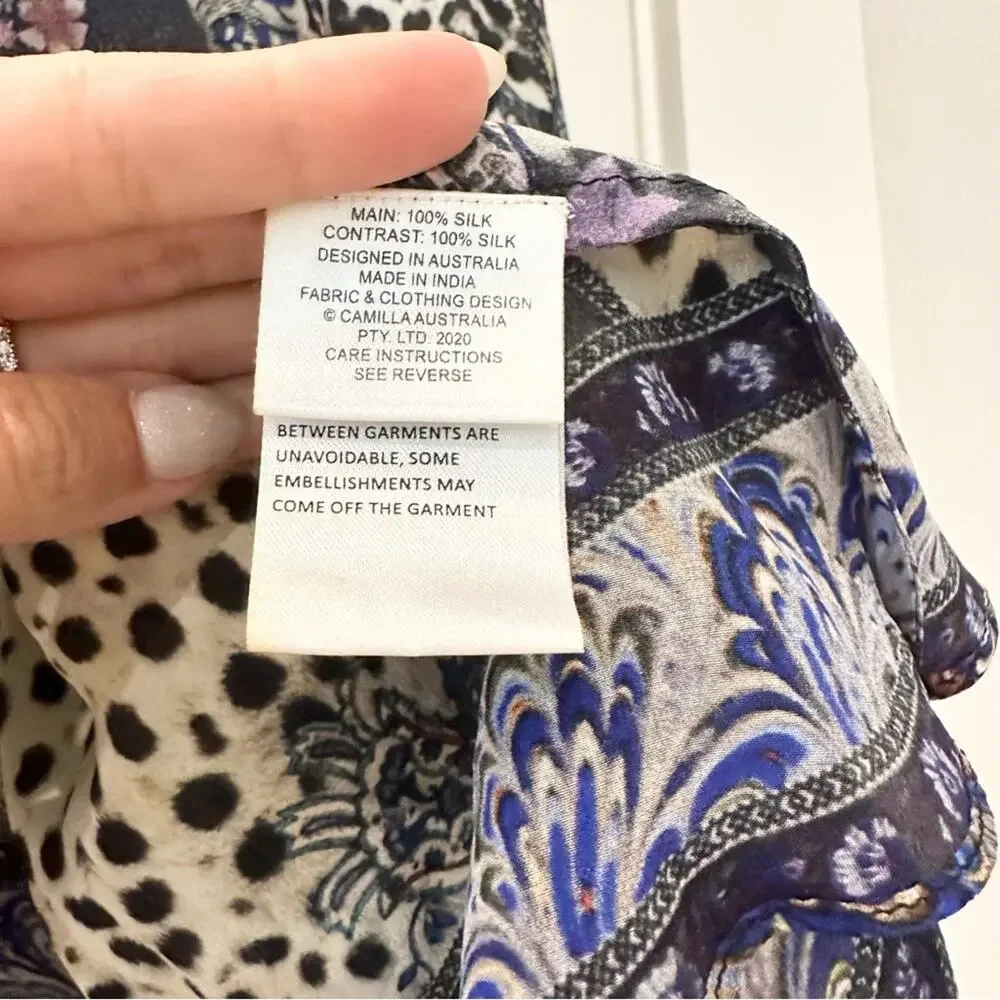 MAIN: 100% SILK
CONTRAST: 100% SILK
DESIGNED IN AUSTRALIA
MADE IN INDIA
FABRIC & CLOTHING DESIGN
© CAMILLA AUSTRALIA
PTY. LTD. 2020
CARE INSTRUCTIONS
SEE REVERSE
BETWEEN GARMENTS ARE
UNAVOIDABLE, SOME
EMBELLISHMENTS MAY
COME OFF THE GARMENT